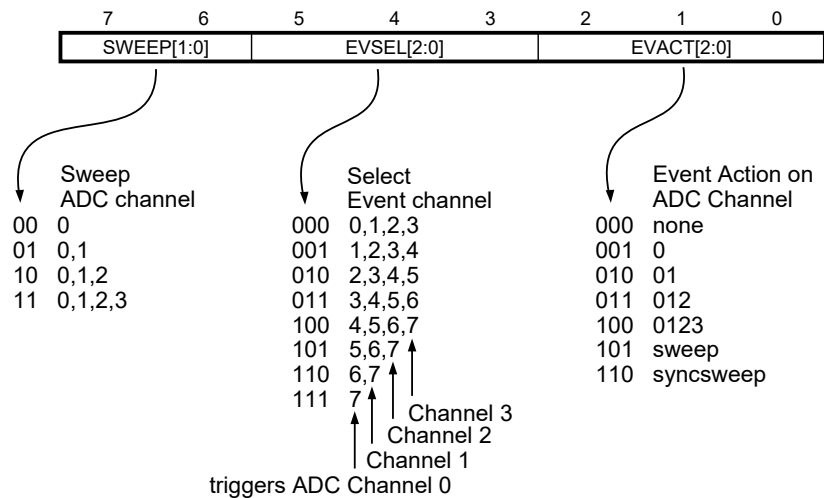 7 6 5 4 3 2 1 0
SWEEP[1:0] EVSEL[2:0] EVACT[2:0]
Sweep
ADC channel
00 0
01 0,1
10 0,1,2
11 0,1,2,3
Select
Event channel
000 0,1,2,3
001 1,2,3,4
010 2,3,4,5
011 3,4,5,6
100 4,5,6,7
101 5,6,7
110 6,7
111 7
Channel 3
Channel 2
Channel 1
triggers ADC Channel 0
Event Action on
ADC Channel
000 none
001 0
010 01
011 012
100 0123
101 sweep
110 syncsweep